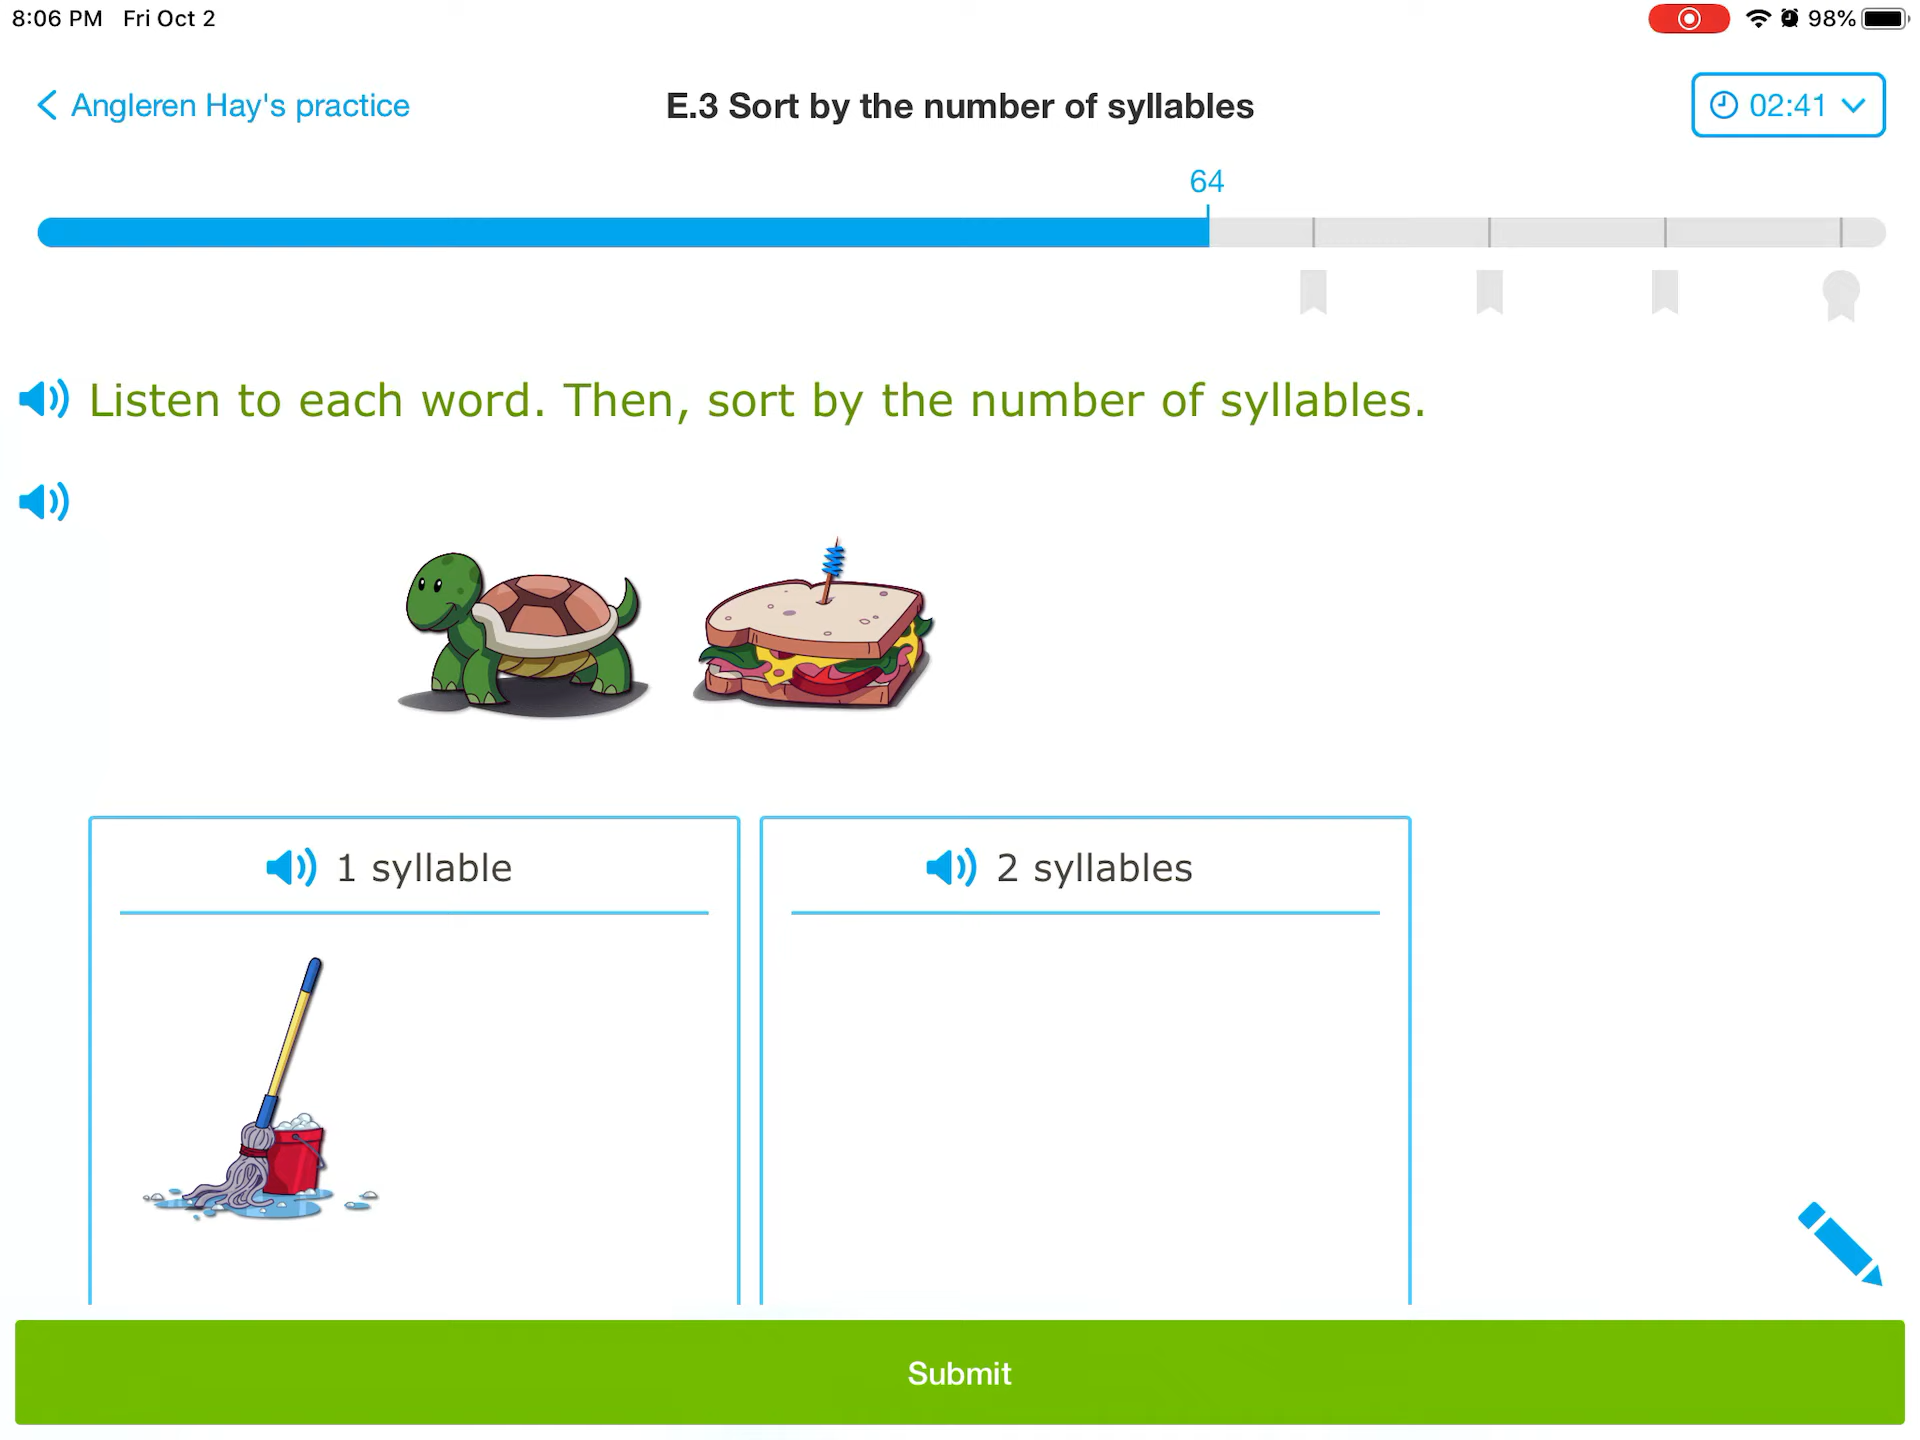 8:06 PM Fri Oct 2
98%
Angleren Hay's practice
E.3 Sort by the number of syllables
02:41
64
Listen to each word. Then, sort by the number of syllables.
1 syllable
2 syllables
Submit